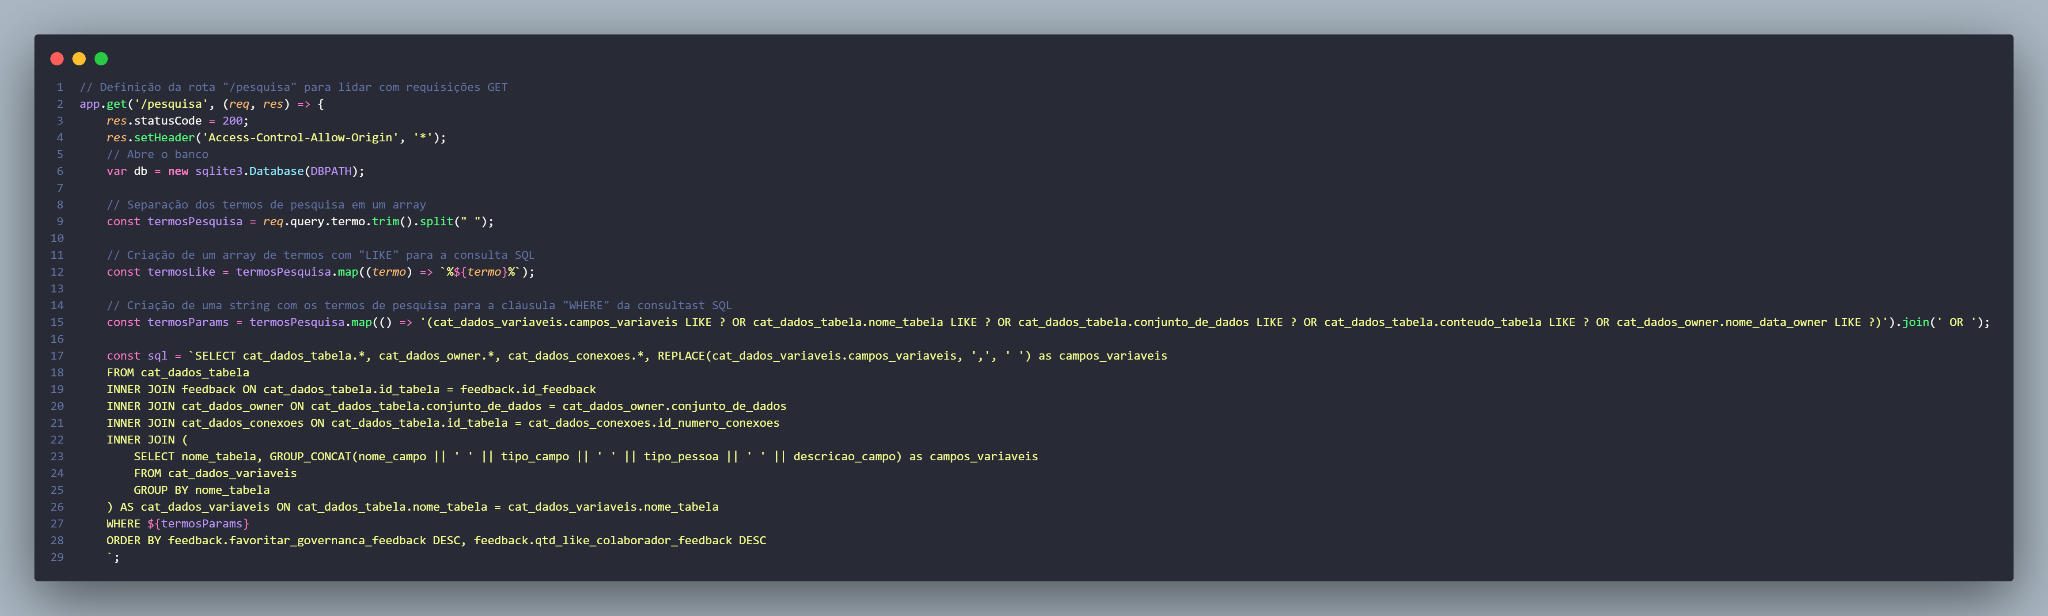 1 // Definição da rota "/pesquisa" para lidar com requisições GET
2 app.get('/pesquisa', (req, res) => {
3     res.statusCode = 200;
4     res.setHeader('Access-Control-Allow-Origin', '*');
5     // Abre o banco
6     var db = new sqlite3.Database(DBPATH);
7
8     // Separação dos termos de pesquisa em um array
9     const termosPesquisa = req.query.termo.trim().split(" ");
10
11     // Criação de um array de termos com "LIKE" para a consulta SQL
12     const termosLike = termosPesquisa.map((termo) => `%${termo}%`);
13
14     // Criação de uma string com os termos de pesquisa para a cláusula "WHERE" da consultast SQL
15     const termosParams = termosPesquisa.map(() => '(cat_dados_variaveis.campos_variaveis LIKE ? OR cat_dados_tabela.nome_tabela LIKE ? OR cat_dados_tabela.conjunto_de_dados LIKE ? OR cat_dados_tabela.conteudo_tabela LIKE ? OR cat_dados_owner.nome_data_owner LIKE ?)').join(' OR ');
16
17     const sql = `SELECT cat_dados_tabela.*, cat_dados_owner.*, cat_dados_conexoes.*, REPLACE(cat_dados_variaveis.campos_variaveis, ',', ' ') as campos_variaveis
18     FROM cat_dados_tabela
19     INNER JOIN feedback ON cat_dados_tabela.id_tabela = feedback.id_feedback
20     INNER JOIN cat_dados_owner ON cat_dados_tabela.conjunto_de_dados = cat_dados_owner.conjunto_de_dados
21     INNER JOIN cat_dados_conexoes ON cat_dados_tabela.id_tabela = cat_dados_conexoes.id_numero_conexoes
22     INNER JOIN (
23         SELECT nome_tabela, GROUP_CONCAT(nome_campo || ' ' || tipo_campo || ' ' || tipo_pessoa || ' ' || descricao_campo) as campos_variaveis
24         FROM cat_dados_variaveis
25         GROUP BY nome_tabela
26     ) AS cat_dados_variaveis ON cat_dados_tabela.nome_tabela = cat_dados_variaveis.nome_tabela
27     WHERE ${termosParams}
28     ORDER BY feedback.favoritar_governanca_feedback DESC, feedback.qtd_like_colaborador_feedback DESC
29     `;